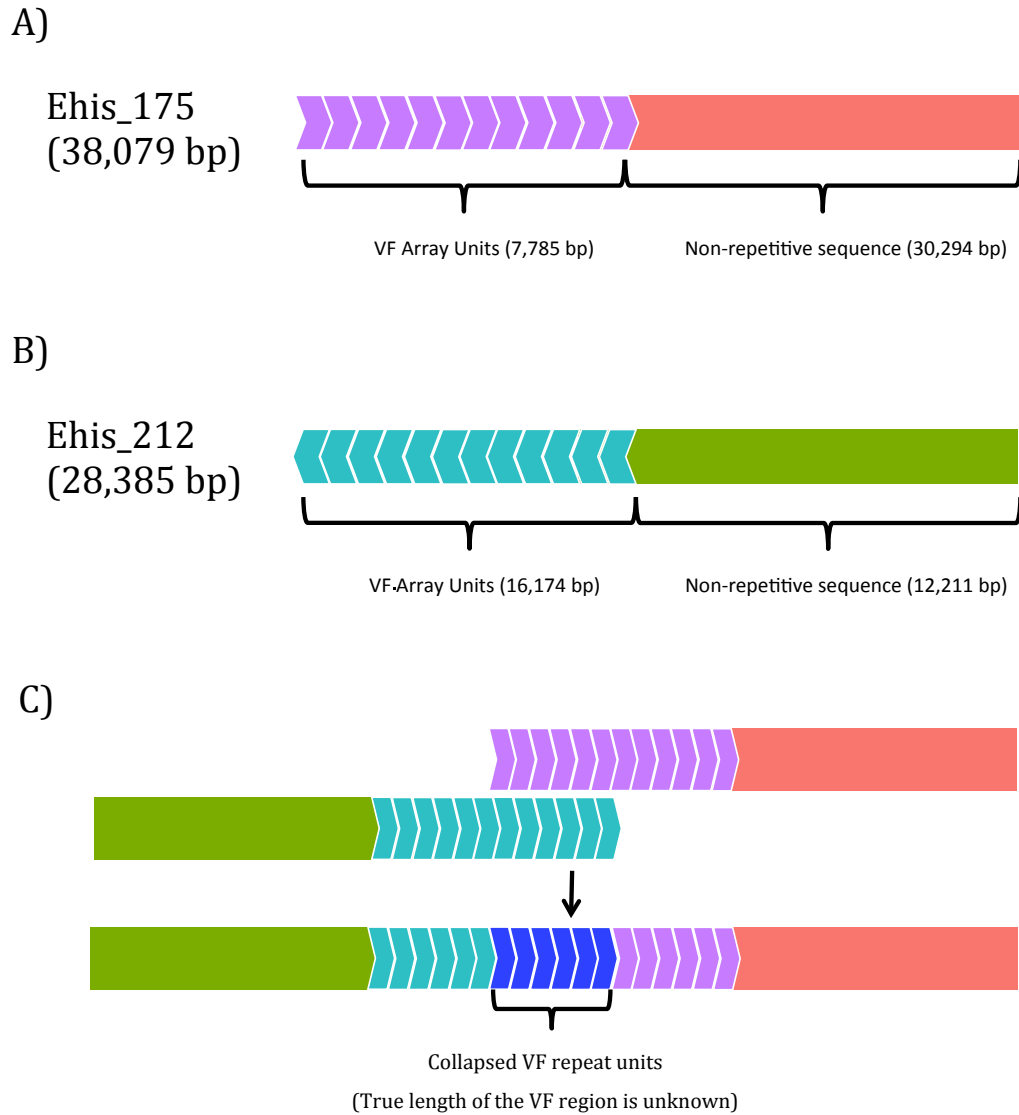 A)
Ehis_175
(38,079 bp)
VF Array Units (7,785 bp)
Non-repetitive sequence (30,294 bp)
B)
Ehis_212
(28,385 bp)
VF Array Units (16,174 bp)
Non-repetitive sequence (12,211 bp)
C)
Collapsed VF repeat units
(True length of the VF region is unknown)